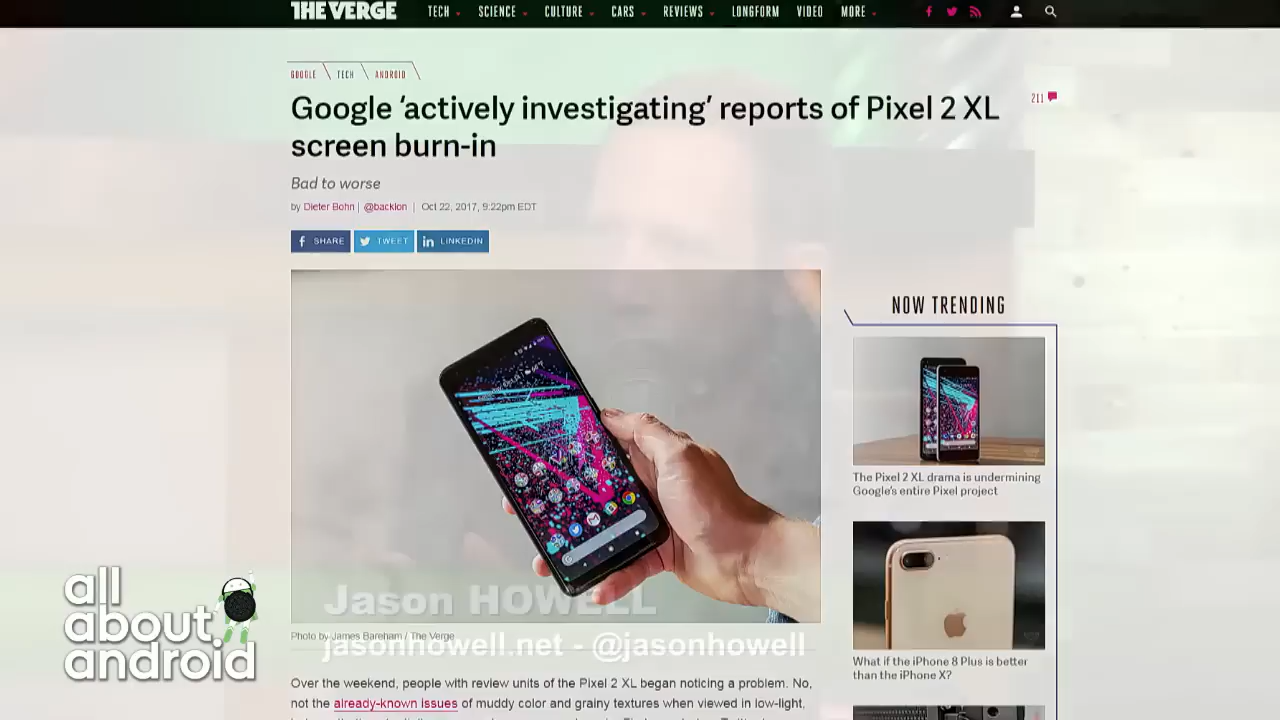 THE VERGE
TECH
SCIENCE
CULTURE
CARS
REVIEWS
LONGFORM
VIDEO
MORE
GOOGLE
TECH
ANDROID
Google ‘actively investigating’ reports of Pixel 2 XL
screen burn-in
211
Bad to worse
by Dieter Bohn | @backlon | Oct 22, 2017, 9:22pm EDT
SHARE
TWEET
LINKEDIN
NOW TRENDING
The Pixel 2 XL drama is undermining
Google's entire Pixel project
What if the iPhone 8 Plus is better
than the iPhone X?
Jason HOWELL
Photo by James Bareham / The Verge
jasonhowell.net - @jasonhowell
all
about
android
Over the weekend, people with review units of the Pixel 2 XL began noticing a problem. No,
not the already-known issues of muddy color and grainy textures when viewed in low-light,